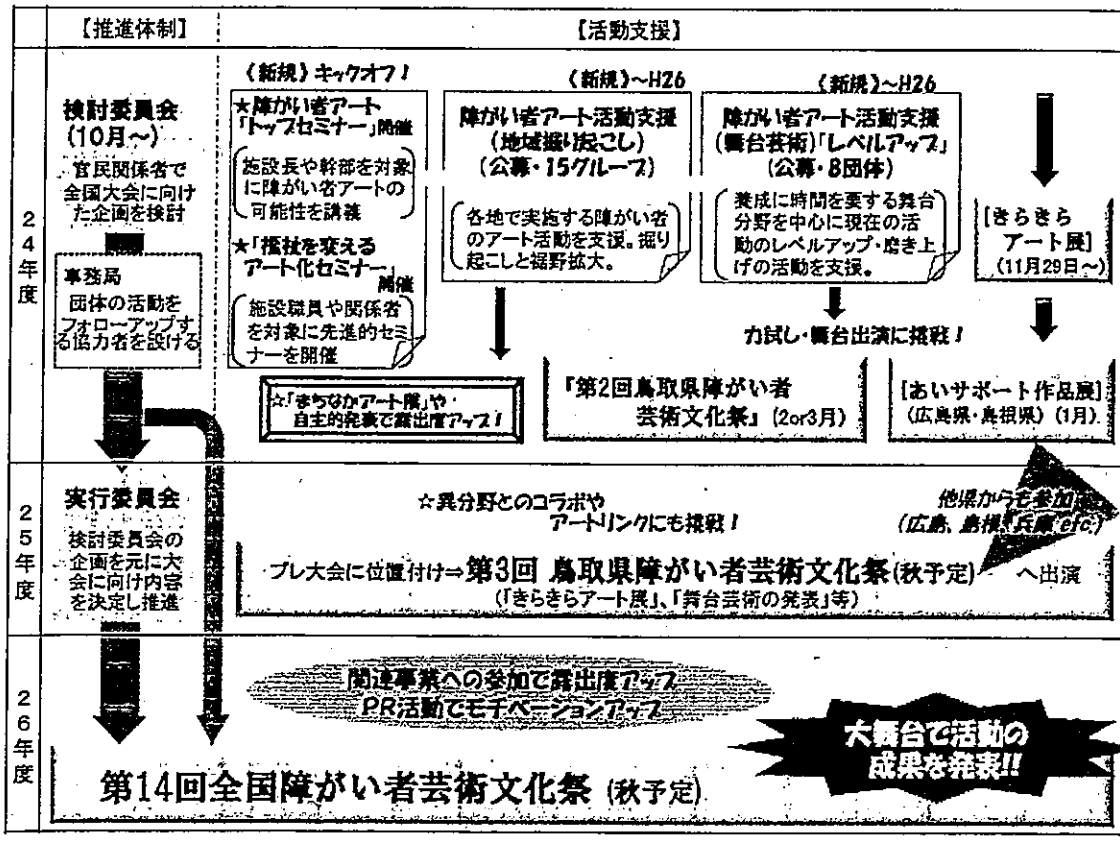 【推進体制】
【活動支援】
24年度
検討委員会
(10月～)
官民関係者で
全国大会に向け
た企画を検討
事務局
団体の活動を
フォローアップす
る協力者を設ける
《新規》キックオフ!
★障がい者アート
「トップセミナー」開催
施設長や幹部を対象
に障がい者アートの
可能性を講義
★「福祉を変える
アート化セミナー」
開催
施設職員や関係者
を対象に先進的セミ
ナーを開催
《新規》～H26
障がい者アート活動支援
(地域掘り起こし)
(公募・15グループ)
各地で実施する障がい者
のアート活動を支援。掘り
起こしと裾野拡大。
《新規》～H26
障がい者アート活動支援
(舞台芸術)「レベルアップ」
(公募・8団体)
養成に時間を要する舞台
分野を中心に現在の活
動のレベルアップ・磨き上
げの活動を支援。
[きらきら
アート展]
(11月29日～)
力試し・舞台出演に挑戦!
☆「まちなかアート展」や
自主的発表で露出度アップ!
『第2回鳥取県障がい者
芸術文化祭』(2or3月)
[あいサポート作品展]
(広島県・島根県)(1月)
25年度
実行委員会
検討委員会の
企画を元に大
会に向け内容
を決定し推進
☆異分野とのコラボや
アートリンクにも挑戦!
他県からも参加
(広島、島根、兵庫 etc.)
プレ大会に位置付け⇒第3回 鳥取県障がい者芸術文化祭(秋予定)
へ出演
(「きらきらアート展」、「舞台芸術の発表」等)
26年度
関連事業への参加で露出度アップ
PR活動でモチベーションアップ
大舞台で活動の
成果を発表!!
第14回全国障がい者芸術文化祭 (秋予定)